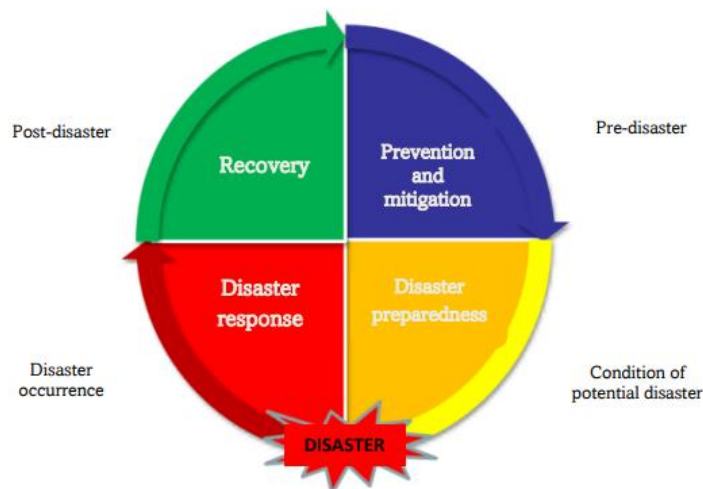 Post-disaster
Pre-disaster
Recovery
Prevention
and
mitigation
Disaster
response
Disaster
preparedness
Disaster
occurrence
Condition of
potential disaster
DISASTER